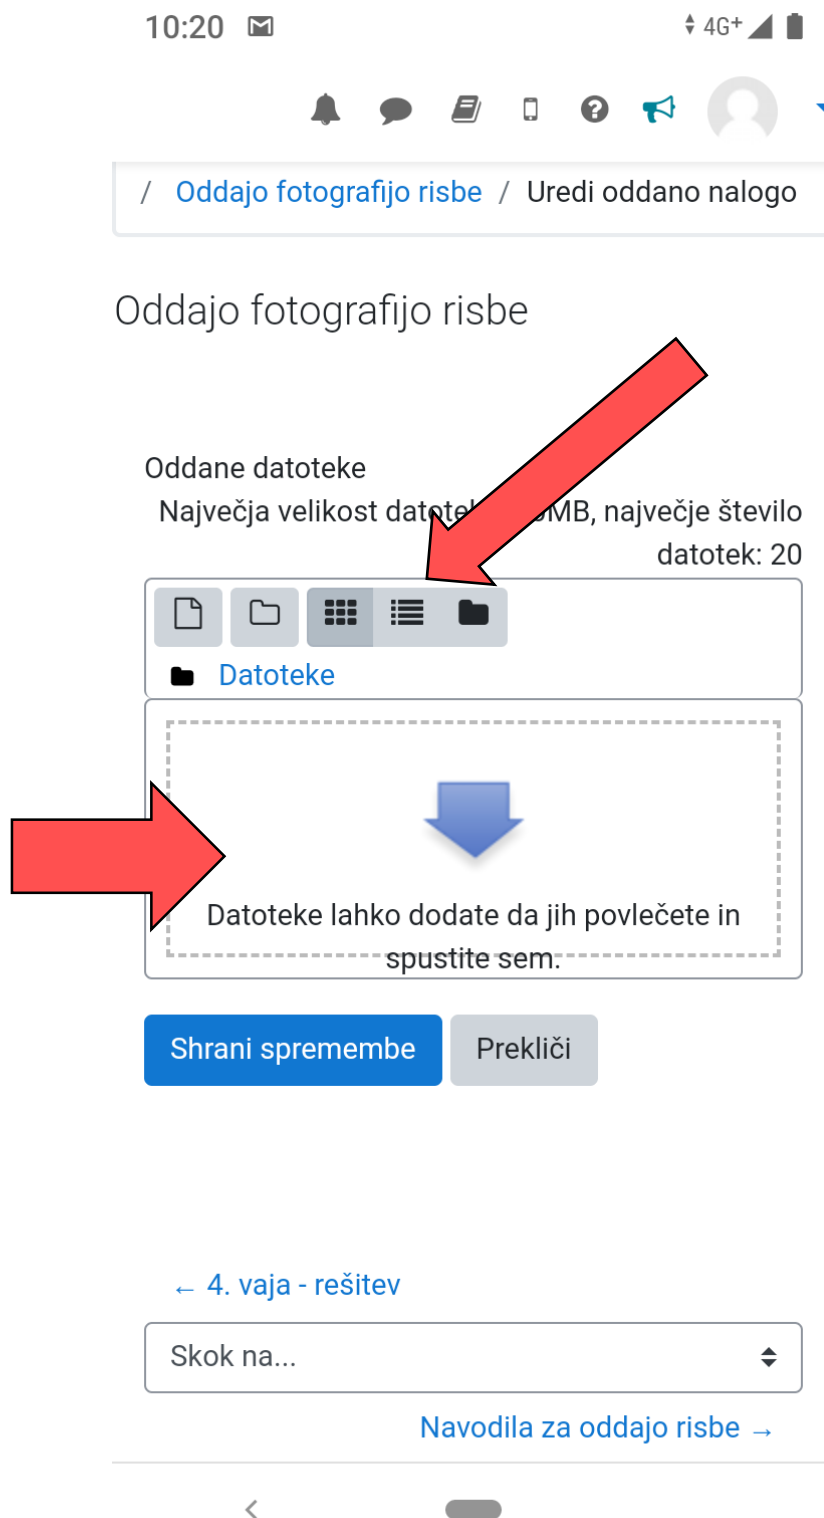 10:20
4G+
/ Oddajo fotografijo risbe / Uredi oddano nalogo
Oddajo fotografijo risbe
Oddane datoteke
Največja velikost MB, največje število
datotek: 20
Datoteke
Datoteke lahko dodate da jih povlečete in
spustite sem.
Shrani spremembe
Prekliči
← 4. vaja - rešitev
Skok na...
Navodila za oddajo risbe →